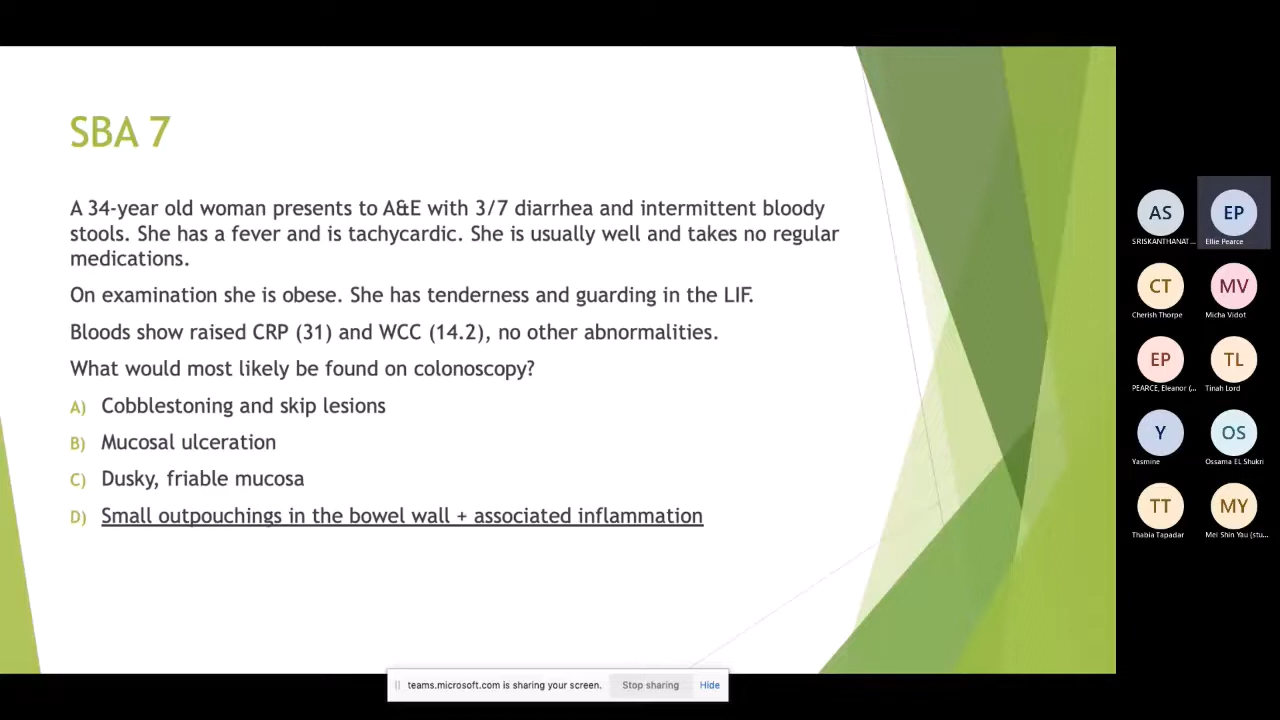 SBA 7
A 34-year old woman presents to A&E with 3/7 diarrhea and intermittent bloody
stools. She has a fever and is tachycardic. She is usually well and takes no regular
medications.
On examination she is obese. She has tenderness and guarding in the LIF.
Bloods show raised CRP (31) and WCC (14.2), no other abnormalities.
What would most likely be found on colonoscopy?
A) Cobblestoning and skip lesions
B) Mucosal ulceration
C) Dusky, friable mucosa
D) Small outpouchings in the bowel wall + associated inflammation
AS EP
SRISKANTHANAT... Ellie Pearce
CT MV
Cherish Thorpe Micha Vidot
EP TL
PEARCE, Eleanor (... Tinah Lord
Y OS
Yasmine Ossama EL Shukri
TT MY
Thabia Tapadar Mei Shin Yau (stu...
teams.microsoft.com is sharing your screen. Stop sharing Hide